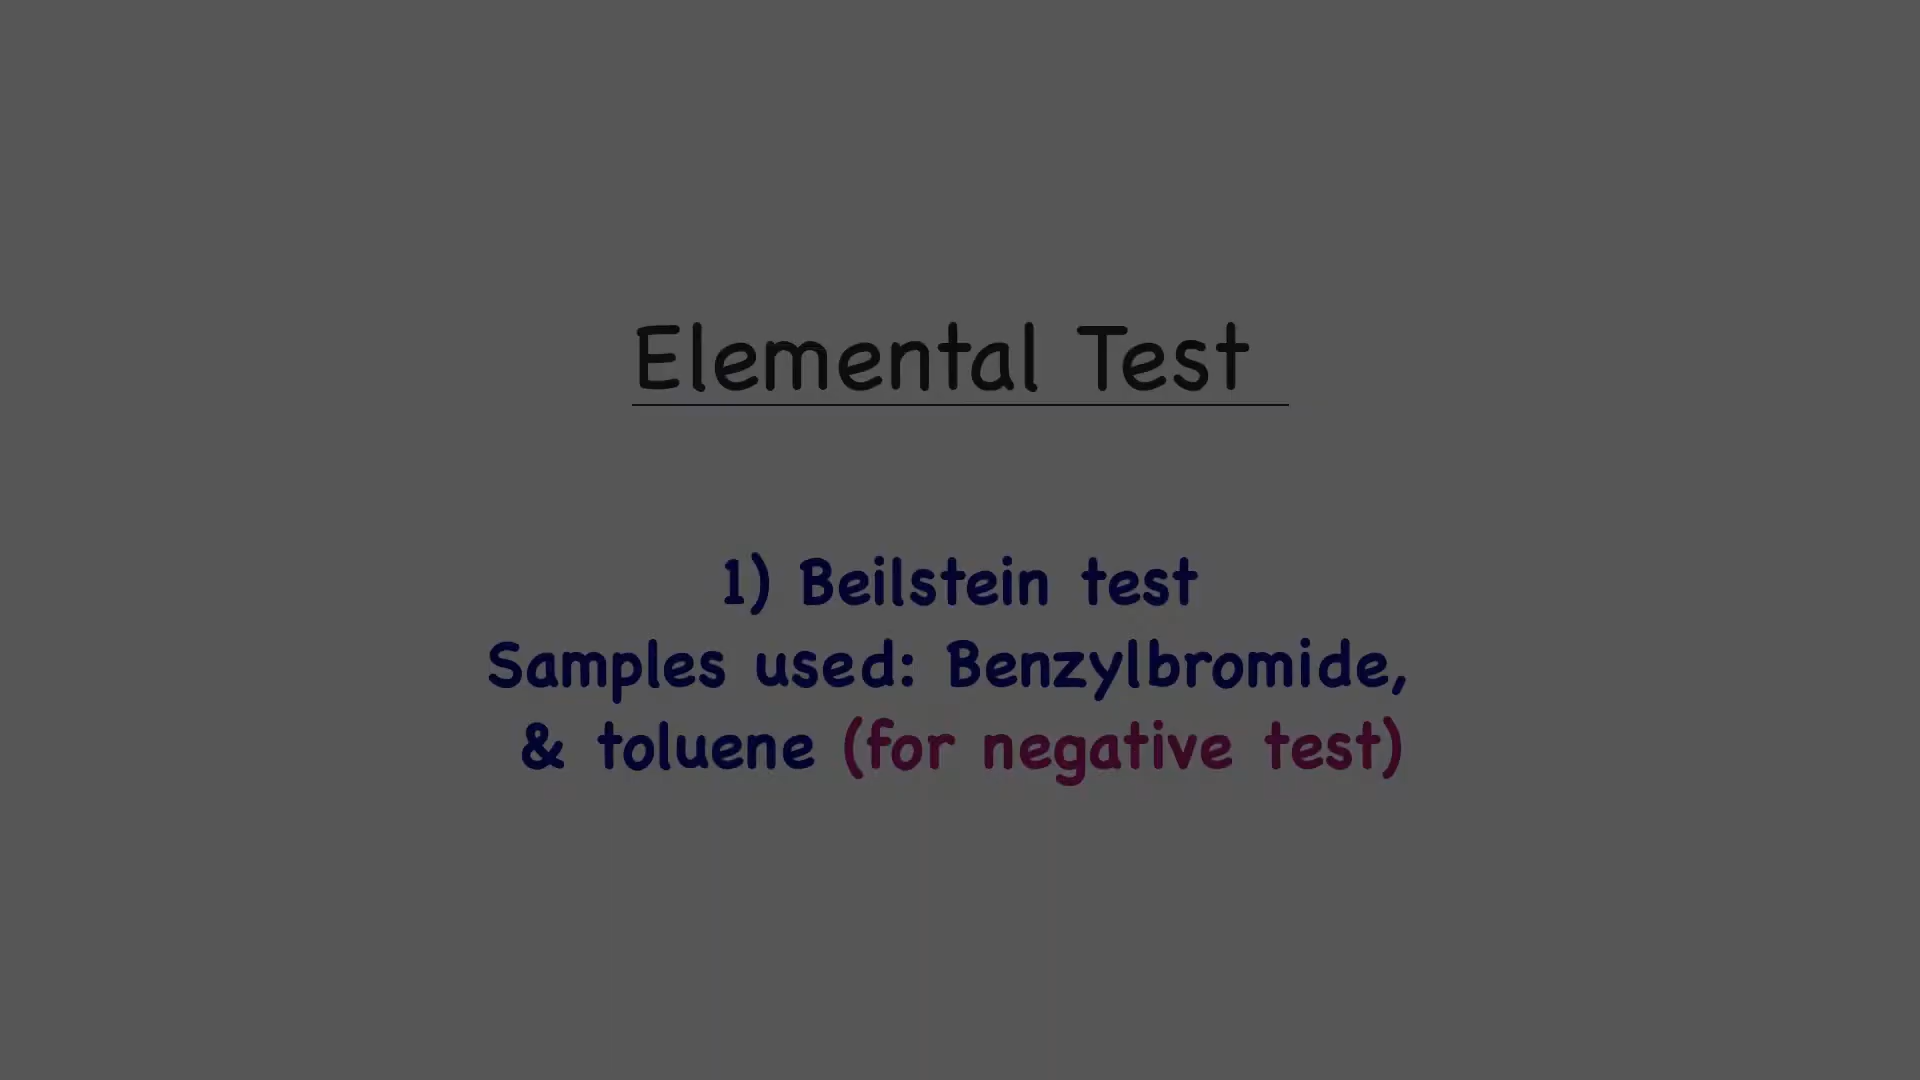 Elemental Test
1) Beilstein test
Samples used: Benzylbromide,
& toluene (for negative test)